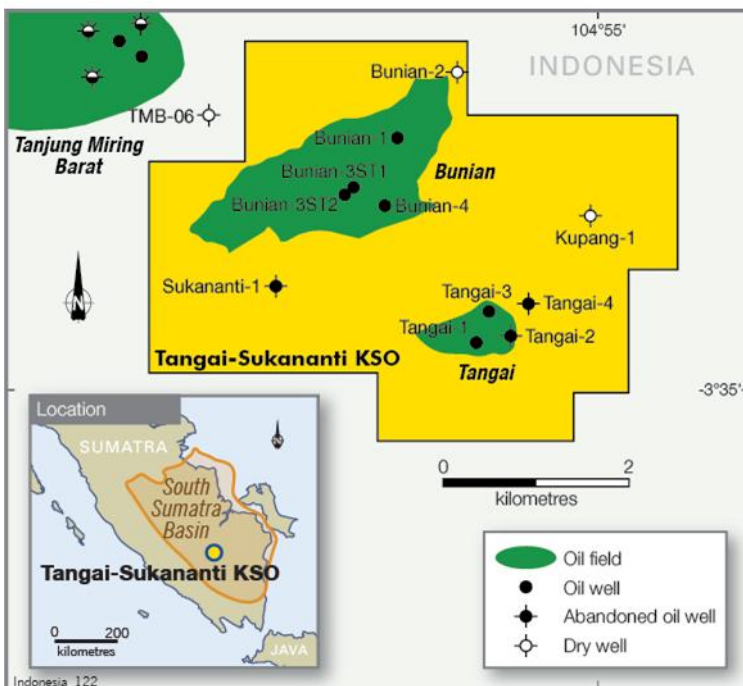 104°55'
INDONESIA
Bunian-2
TMB-06
Tanjung Miring
Barat
Bunian-1
Bunian
Bunian-3ST1
Bunian-3ST2
Bunian-4
Kupang-1
Sukananti-1
Tangai-3
Tangai-4
Tangai-1
Tangai-2
Tangai-Sukananti KSO
Tangai
-3°35'
N
0 2
kilometres
Location
SUMATRA
N
South
Sumatra
Basin
Tangai-Sukananti KSO
0 200
kilometres
JAVA
Oil field
Oil well
Abandoned oil well
Dry well
Indonesia_122